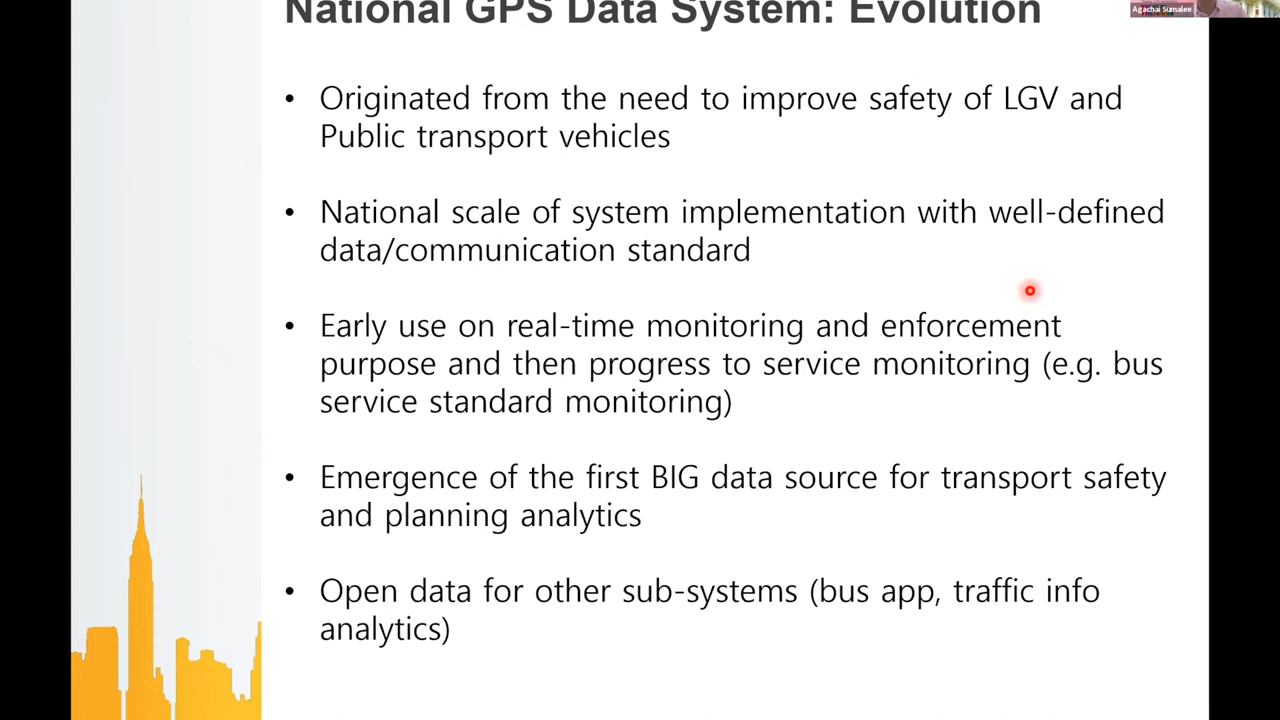 National GPS Data System: Evolution
Agachai Sumalee
• Originated from the need to improve safety of LGV and
Public transport vehicles
• National scale of system implementation with well-defined
data/communication standard
• Early use on real-time monitoring and enforcement
purpose and then progress to service monitoring (e.g. bus
service standard monitoring)
• Emergence of the first BIG data source for transport safety
and planning analytics
• Open data for other sub-systems (bus app, traffic info
analytics)